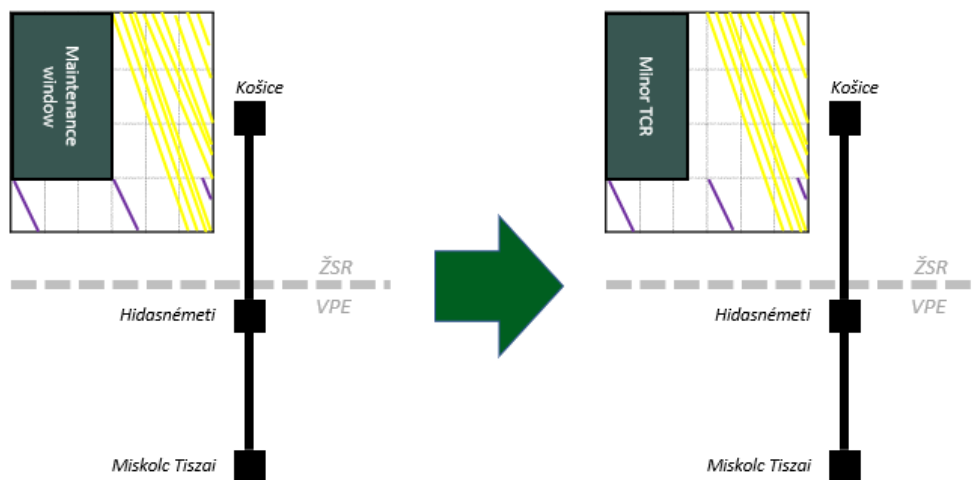 Maintenance
window
Košice
ŽSR
VPE
Hidasnémeti
Miskolc Tiszai
Minor TCR
Košice
ŽSR
VPE
Hidasnémeti
Miskolc Tiszai